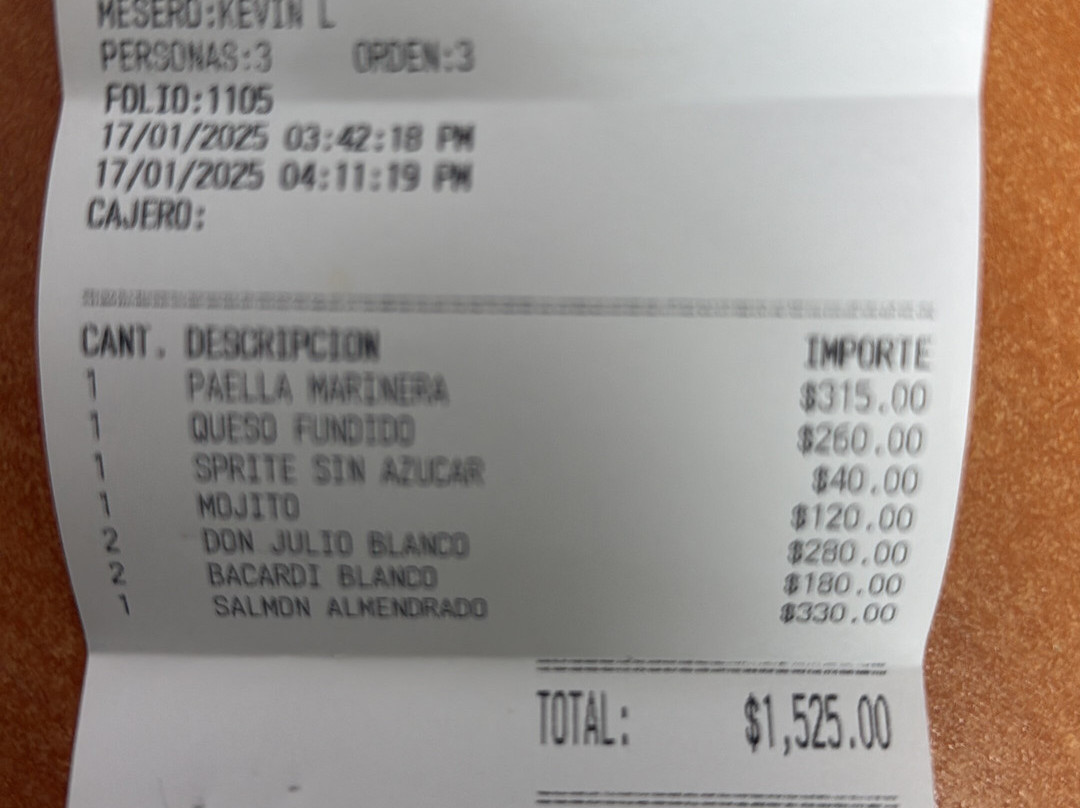 MESERO:KEVIN L
PERSONAS:3 ORDEN:3
FOLIO:1105
17/01/2025 03:42:18 PM
17/01/2025 04:11:19 PM
CAJERO:
CANT. DESCRIPCION IMPORTE
1 PAELLA MARINERA $315.00
1 QUESO FUNDIDO $260.00
1 SPRITE SIN AZUCAR $40.00
1 MOJITO $120.00
2 DON JULIO BLANCO $280.00
2 BACARDI BLANCO $180.00
1 SALMON ALMENDRADO $330.00
TOTAL: $1,525.00